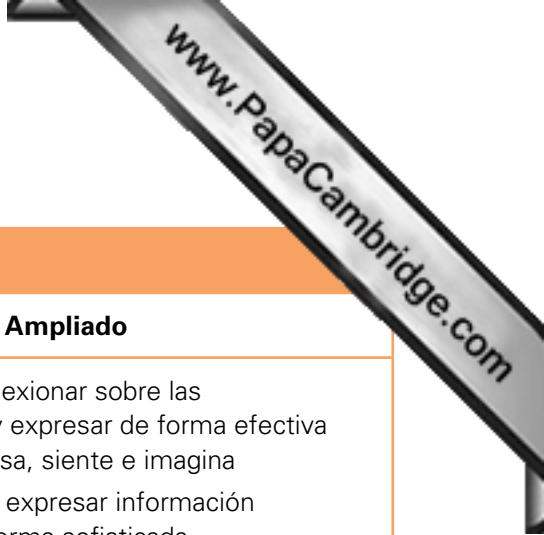 www.PapaCambridge.com
Ampliado
exionar sobre las
expresar de forma efectiva
sa, siente e imagina
expresar información